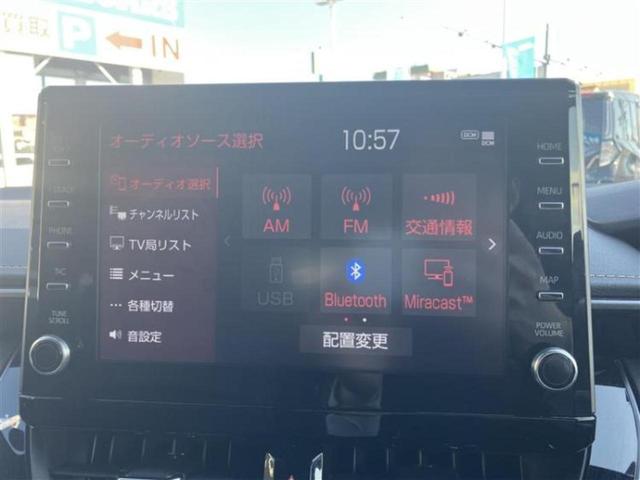 買取
P IN
オーディオソース選択
10:57
DCM
オーディオ選択
チャンネルリスト
TV局リスト
メニュー
各種切替
音設定
AM
FM
交通情報
USB
Bluetooth
Miracast™
配置変更
PHONE
TUNE
SCROLL
HOME
MENU
AUDIO
MAP
POWER
VOLUME